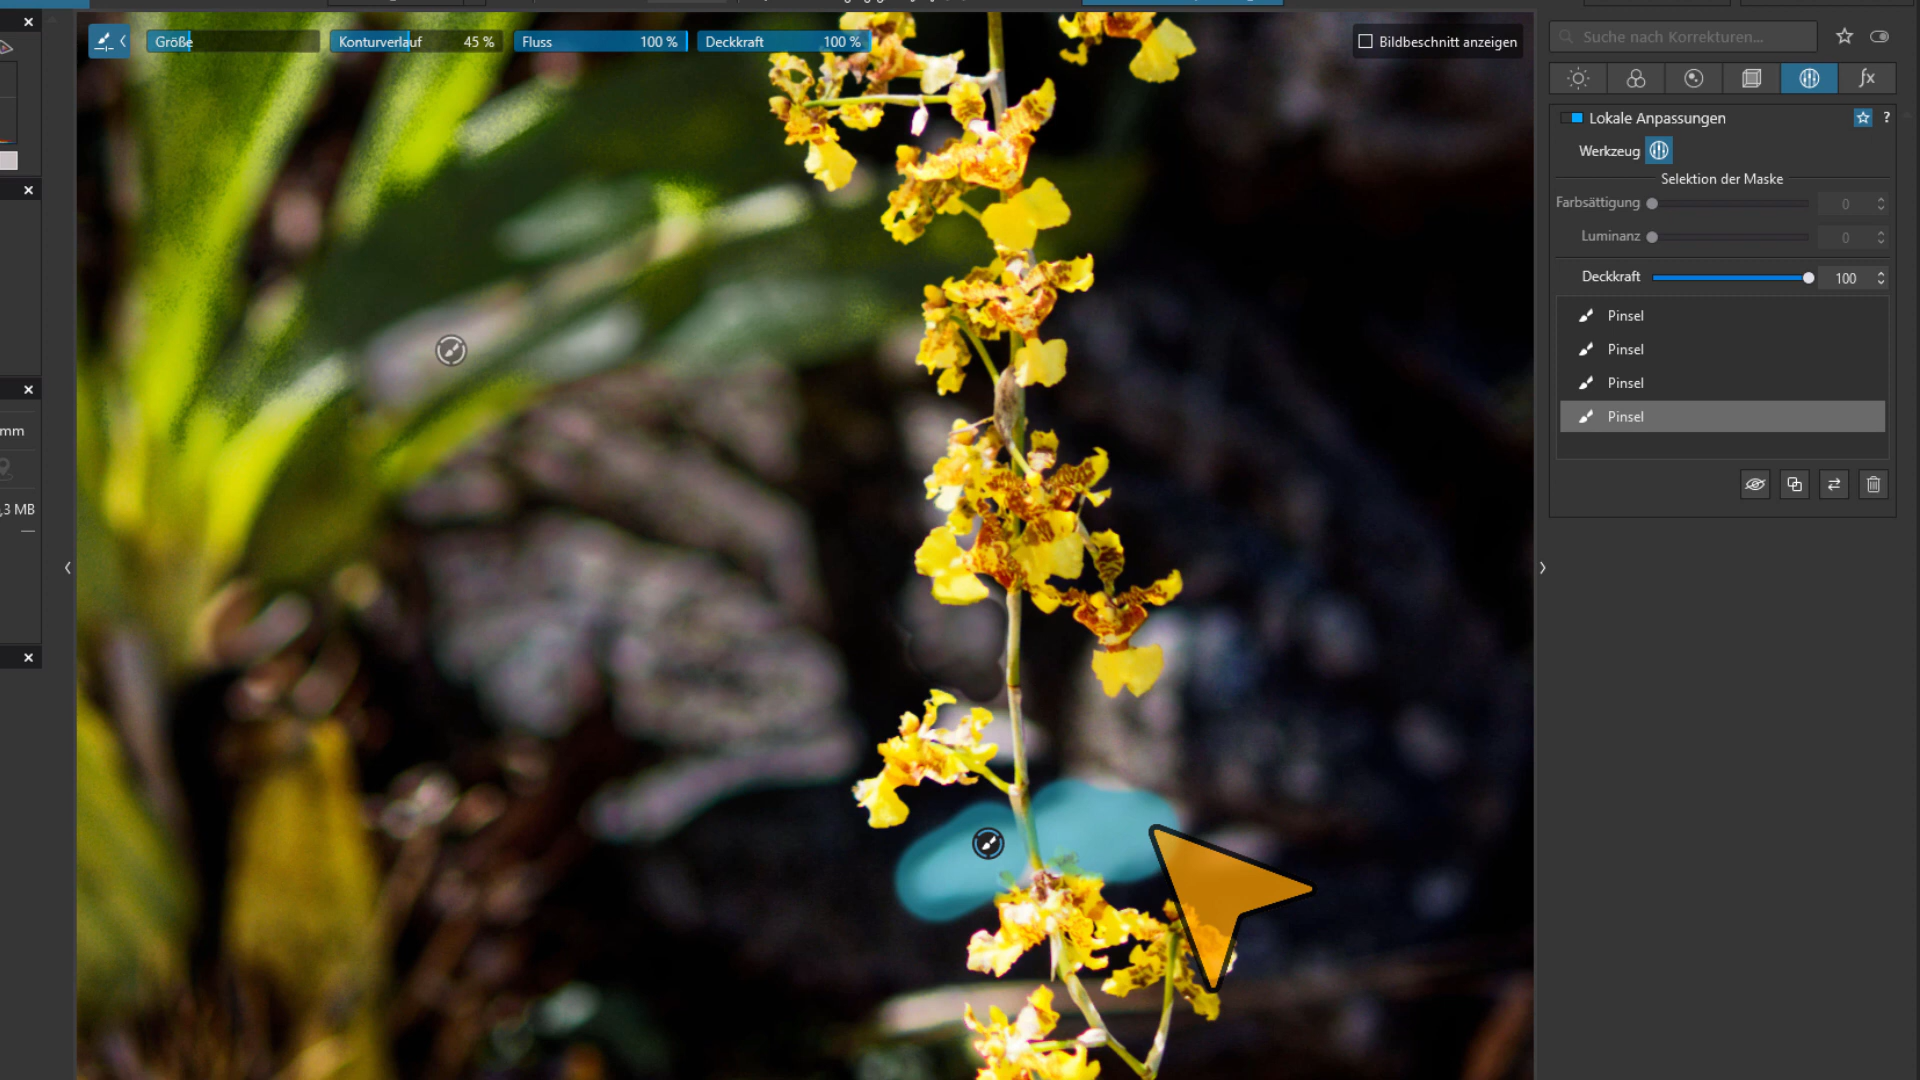 Größe
Konturverlauf 45 %
Fluss 100 %
Deckkraft 100 %
Bildbeschnitt anzeigen
mm
,3 MB
Suche nach Korrekturen...
fx
Lokale Anpassungen ?
Werkzeug
Selektion der Maske
Farbsättigung 0
Luminanz 0
Deckkraft 100
Pinsel
Pinsel
Pinsel
Pinsel